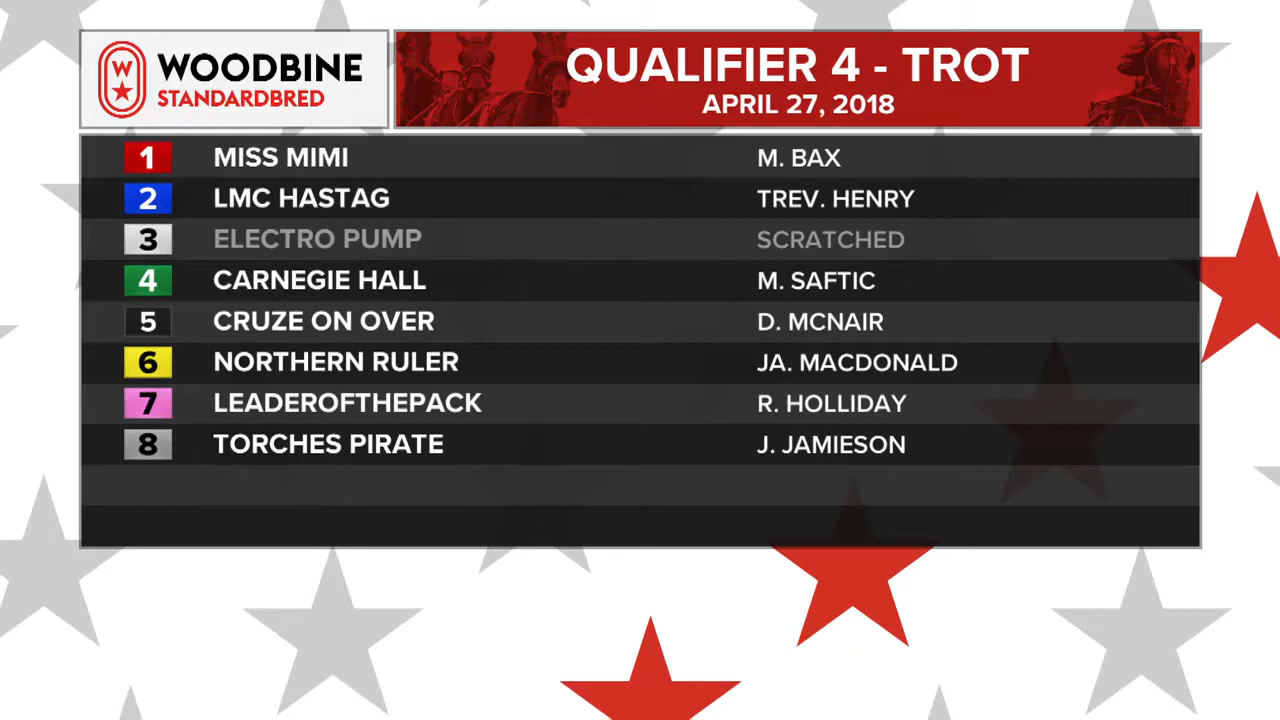 W
WOODBINE
STANDARDBRED
QUALIFIER 4 - TROT
APRIL 27, 2018
1 MISS MIMI M. BAX
2 LMC HASTAG TREV. HENRY
3 ELECTRO PUMP SCRATCHED
4 CARNEGIE HALL M. SAFTIC
5 CRUZE ON OVER D. MCNAIR
6 NORTHERN RULER JA. MACDONALD
7 LEADEROFTHEPACK R. HOLLIDAY
8 TORCHES PIRATE J. JAMIESON